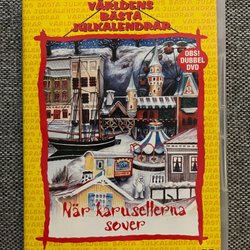 VÄRLDENS
BÄSTA
JULKALENDRAR
OBS!
DUBBEL
DVD
När karusellerna
sover